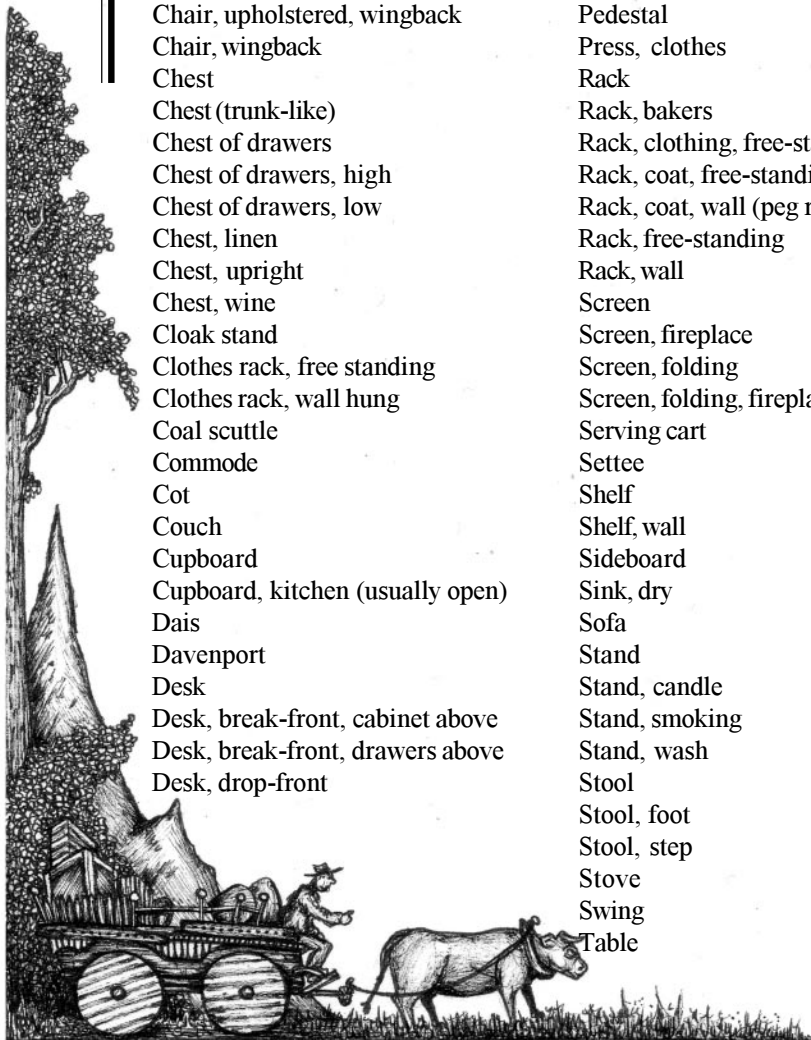 Chair, upholstered, wingback
Chair, wingback
Chest
Chest (trunk-like)
Chest of drawers
Chest of drawers, high
Chest of drawers, low
Chest, linen
Chest, upright
Chest, wine
Cloak stand
Clothes rack, free standing
Clothes rack, wall hung
Coal scuttle
Commode
Cot
Couch
Cupboard
Cupboard, kitchen (usually open)
Dais
Davenport
Desk
Desk, break-front, cabinet above
Desk, break-front, drawers above
Desk, drop-front
Pedestal
Press, clothes
Rack
Rack, bakers
Rack, clothing,
Rack, coat,
Rack, coat, wall (peg
Rack, free-standing
Rack, wall
Screen
Screen, fireplace
Screen, folding
Screen, folding,
Serving cart
Settee
Shelf
Shelf, wall
Sideboard
Sink, dry
Sofa
Stand
Stand, candle
Stand, smoking
Stand, wash
Stool
Stool, foot
Stool, step
Stove
Swing
Table